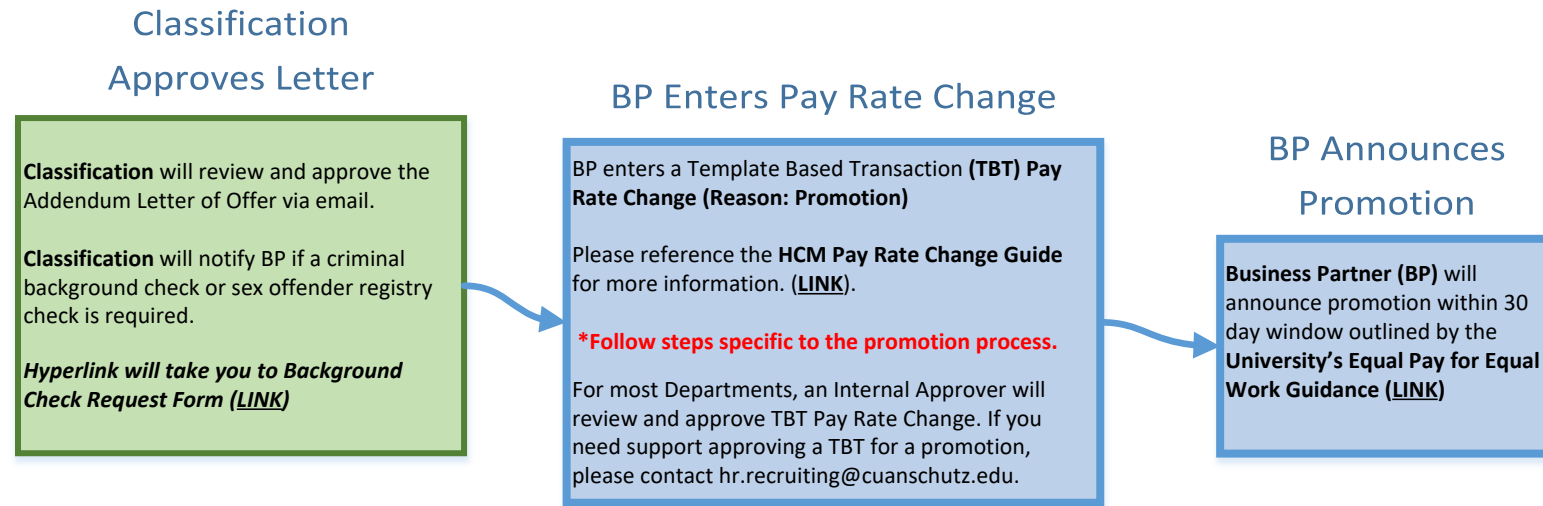 Classification
Approves Letter
Classification will review and approve the
Addendum Letter of Offer via email.
Classification will notify BP if a criminal
background check or sex offender registry
check is required.
Hyperlink will take you to Background
Check Request Form (LINK)
BP Enters Pay Rate Change
BP enters a Template Based Transaction (TBT) Pay
Rate Change (Reason: Promotion)
Please reference the HCM Pay Rate Change Guide
for more information. (LINK).
*Follow steps specific to the promotion process.
For most Departments, an Internal Approver will
review and approve TBT Pay Rate Change. If you
need support approving a TBT for a promotion,
please contact hr.recruiting@cuanschutz.edu.
BP Announces
Promotion
Business Partner (BP) will
announce promotion within 30
day window outlined by the
University’s Equal Pay for Equal
Work Guidance (LINK)